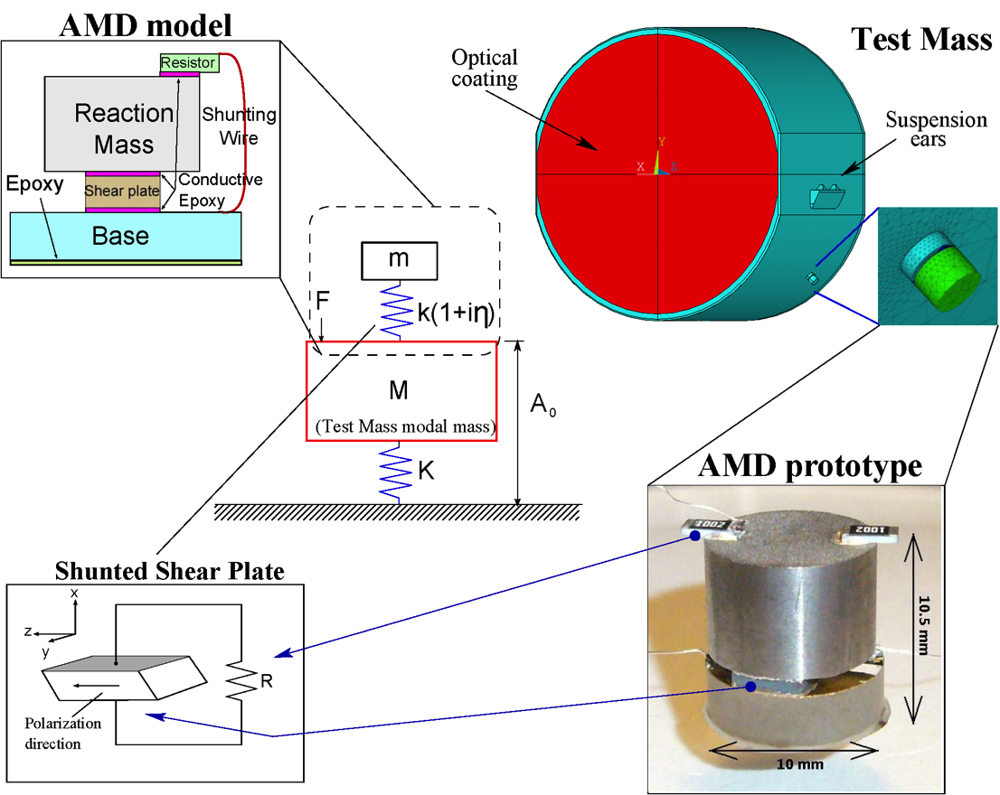 AMD model
Resistor
Reaction
Mass
Shunting
Wire
Conductive
Epoxy
Epoxy
Shear plate
Base
Test Mass
Optical
coating
Suspension
ears
Y
X
Z
m
F
k(1+iη)
M
(Test Mass modal mass)
A₀
K
AMD prototype
1002
1002
10.5 mm
10 mm
Shunted Shear Plate
x
z
y
R
Polarization
direction